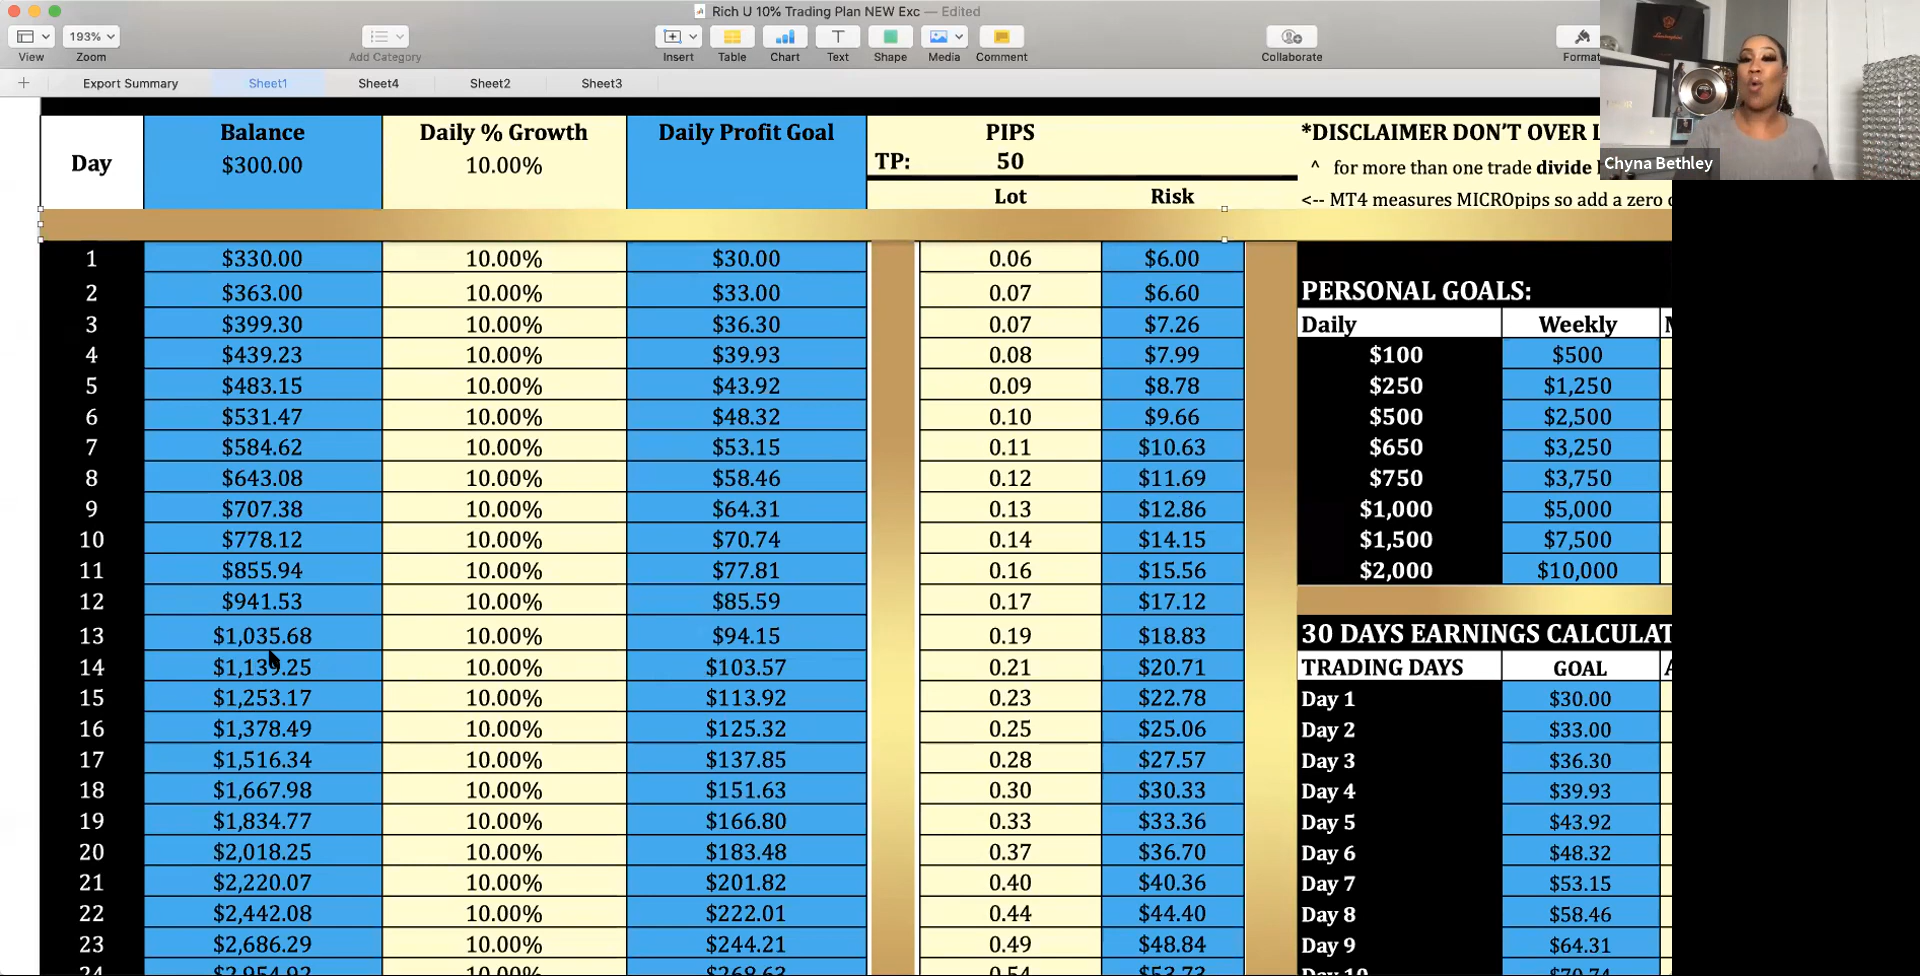 Rich U 10% Trading Plan NEW Exc — Edited
193%
View Zoom Add Category Insert Table Chart Text Shape Media Comment Collaborate Format
Export Summary Sheet1 Sheet4 Sheet2 Sheet3
Chyna Bethley
Day Balance Daily % Growth Daily Profit Goal PIPS *DISCLAIMER DON'T OVER
$300.00 10.00% TP: 50 ^ for more than one trade divide
Lot Risk <-- MT4 measures MICROpips so add a zero
1 $330.00 10.00% $30.00 0.06 $6.00
2 $363.00 10.00% $33.00 0.07 $6.60 PERSONAL GOALS:
3 $399.30 10.00% $36.30 0.07 $7.26 Daily Weekly
4 $439.23 10.00% $39.93 0.08 $7.99 $100 $500
5 $483.15 10.00% $43.92 0.09 $8.78 $250 $1,250
6 $531.47 10.00% $48.32 0.10 $9.66 $500 $2,500
7 $584.62 10.00% $53.15 0.11 $10.63 $650 $3,250
8 $643.08 10.00% $58.46 0.12 $11.69 $750 $3,750
9 $707.38 10.00% $64.31 0.13 $12.86 $1,000 $5,000
10 $778.12 10.00% $70.74 0.14 $14.15 $1,500 $7,500
11 $855.94 10.00% $77.81 0.16 $15.56 $2,000 $10,000
12 $941.53 10.00% $85.59 0.17 $17.12
13 $1,035.68 10.00% $94.15 0.19 $18.83 30 DAYS EARNINGS CALCULAT
14 $1,139.25 10.00% $103.57 0.21 $20.71 TRADING DAYS GOAL
15 $1,253.17 10.00% $113.92 0.23 $22.78 Day 1 $30.00
16 $1,378.49 10.00% $125.32 0.25 $25.06 Day 2 $33.00
17 $1,516.34 10.00% $137.85 0.28 $27.57 Day 3 $36.30
18 $1,667.98 10.00% $151.63 0.30 $30.33 Day 4 $39.93
19 $1,834.77 10.00% $166.80 0.33 $33.36 Day 5 $43.92
20 $2,018.25 10.00% $183.48 0.37 $36.70 Day 6 $48.32
21 $2,220.07 10.00% $201.82 0.40 $40.36 Day 7 $53.15
22 $2,442.08 10.00% $222.01 0.44 $44.40 Day 8 $58.46
23 $2,686.29 10.00% $244.21 0.49 $48.84 Day 9 $64.31
24 $2,954.92 10.00% $268.63 0.54 $53.73 Day 10 $70.74